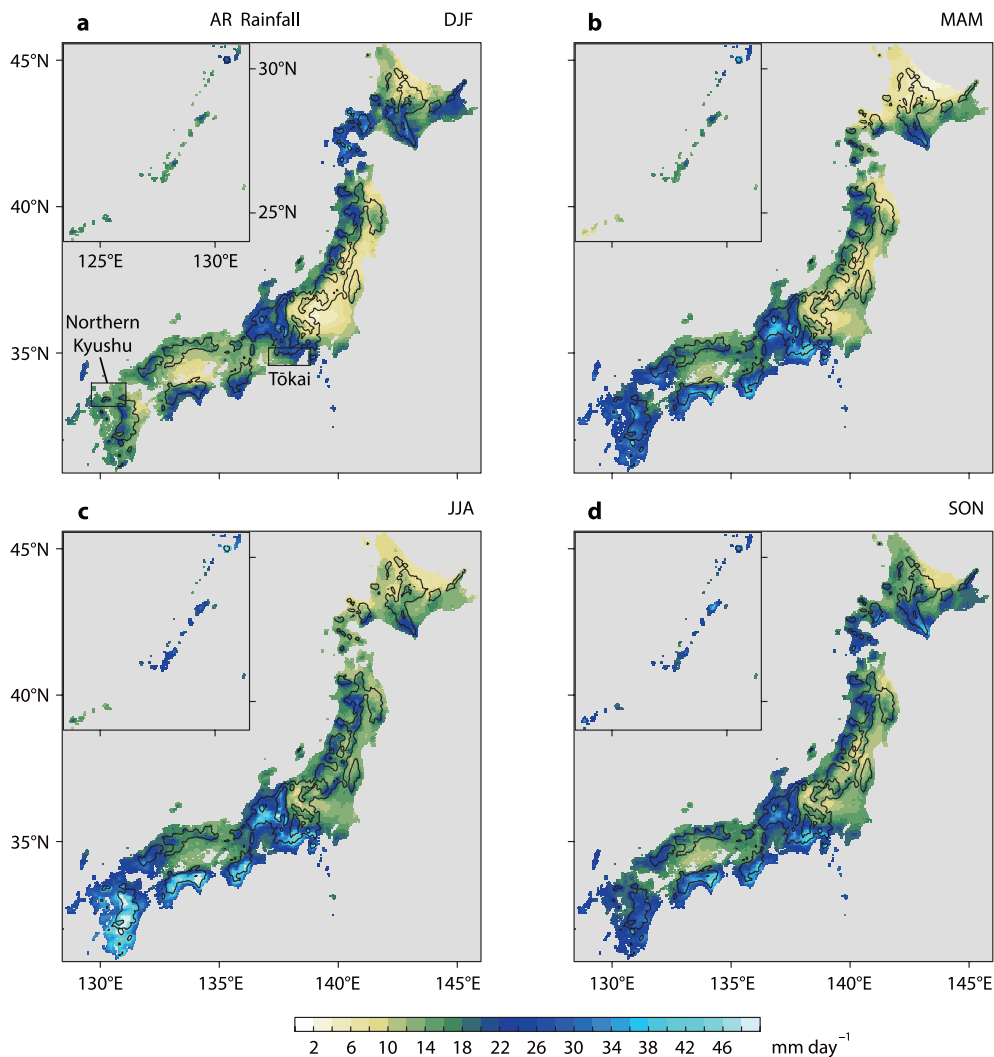 a AR Rainfall DJF
b MAM
45°N
40°N
35°N
30°N
25°N
125°E 130°E
Northern
Kyushu
Tōkai
c JJA
d SON
45°N
40°N
35°N
130°E 135°E 140°E 145°E
130°E 135°E 140°E 145°E
2 6 10 14 18 22 26 30 34 38 42 46 mm day⁻¹